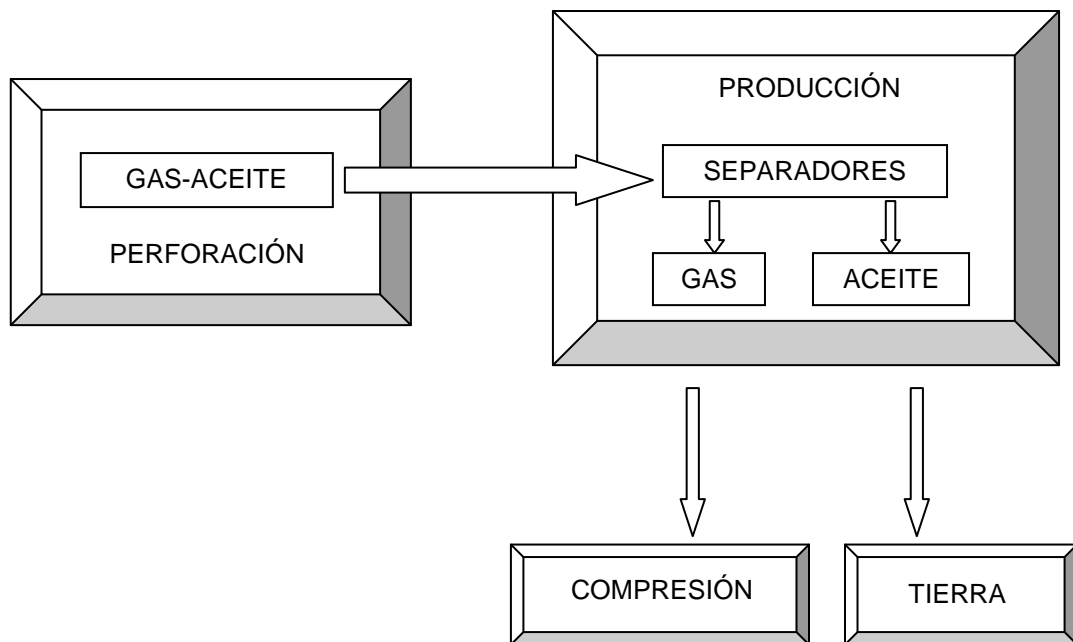 GAS-ACEITE
PERFORACIÓN
PRODUCCIÓN
SEPARADORES
GAS
ACEITE
COMPRESIÓN
TIERRA